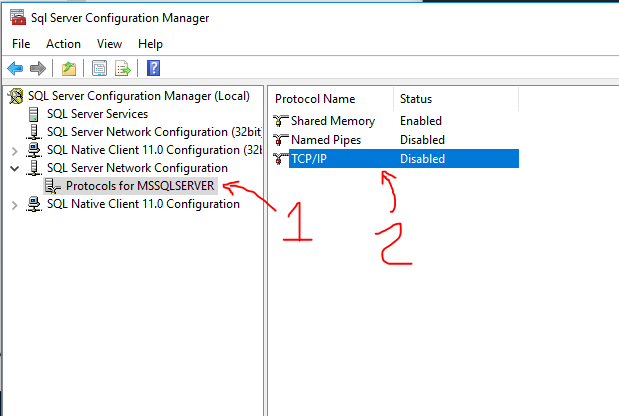 Sql Server Configuration Manager
File Action View Help
SQL Server Configuration Manager (Local)
SQL Server Services
SQL Server Network Configuration (32bit
SQL Native Client 11.0 Configuration (32b
SQL Server Network Configuration
Protocols for MSSQLSERVER
SQL Native Client 11.0 Configuration
Protocol Name Status
Shared Memory Enabled
Named Pipes Disabled
TCP/IP Disabled
1
2